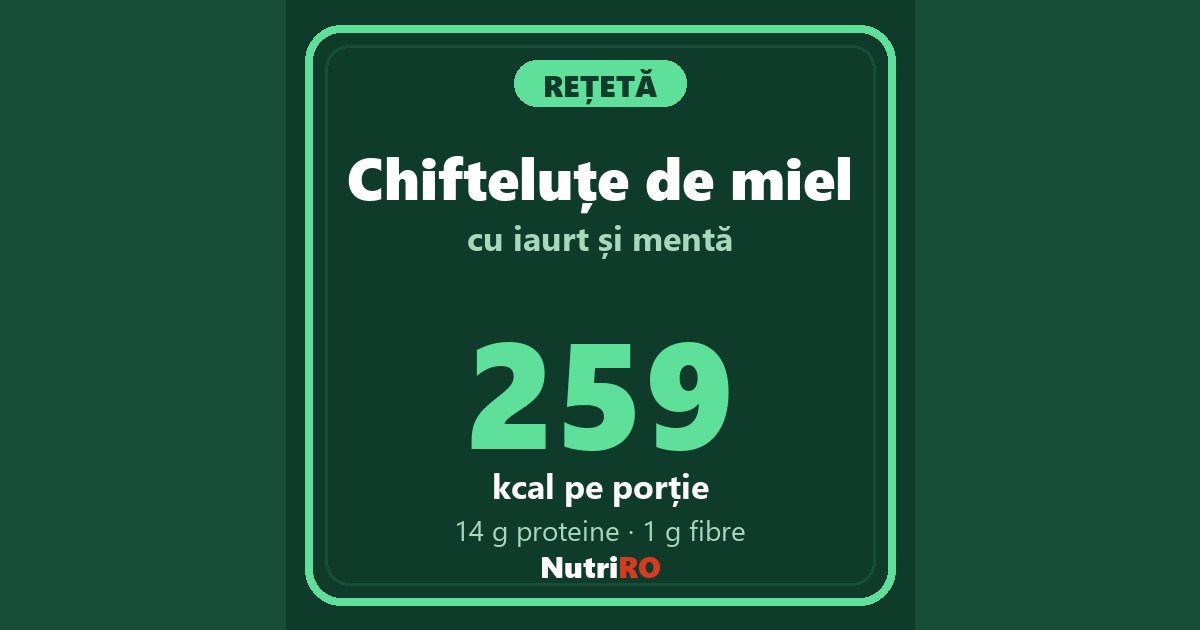 REȚETĂ
Chifteluțe de miel
cu iaurt și mentă
259
kcal pe porție
14 g proteine · 1 g fibre
NutriRO